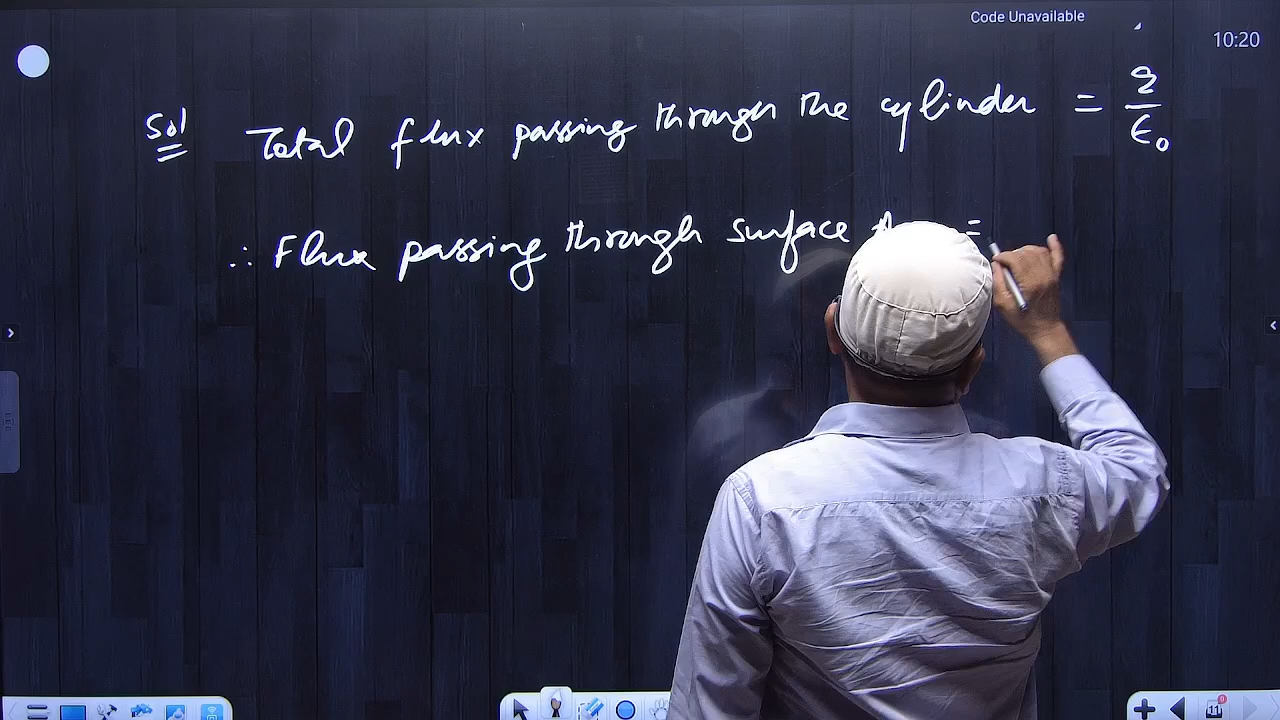 Code Unavailable
10:20
Sol Total flux passing through the cylinder = q/ϵ₀
∴ Flux passing through surface =